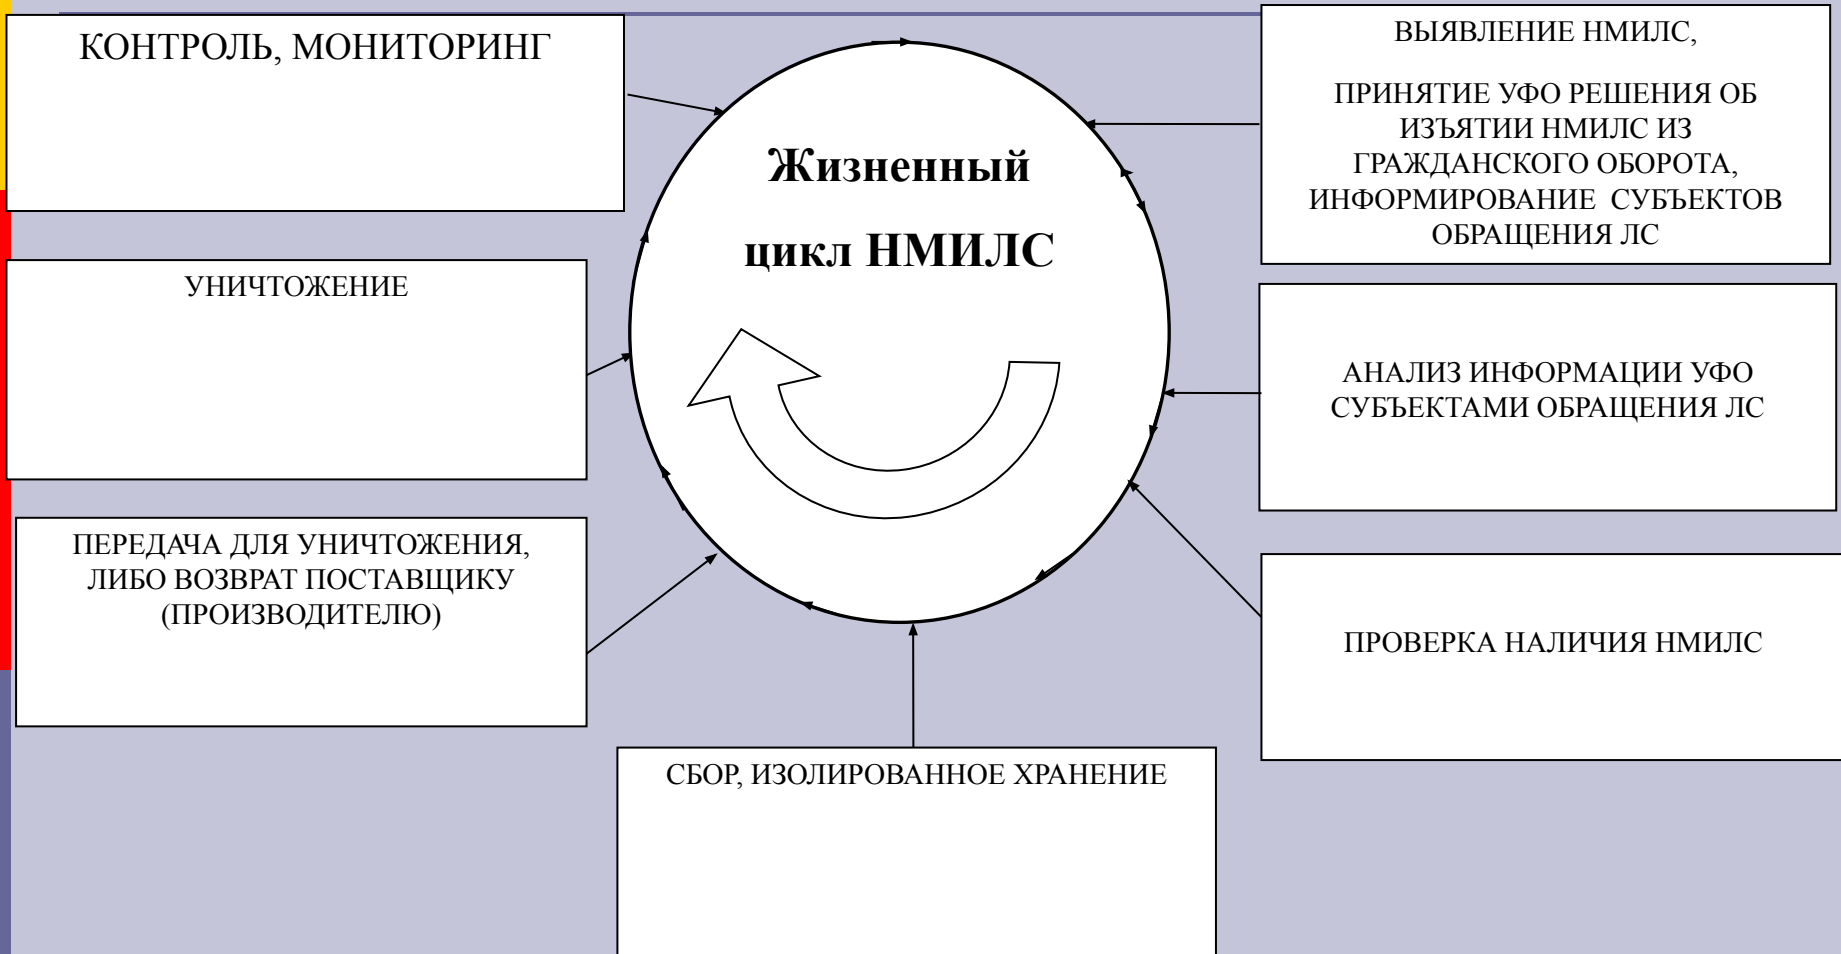 КОНТРОЛЬ, МОНИТОРИНГ
ВЫЯВЛЕНИЕ НМИЛС,
ПРИНЯТИЕ УФО РЕШЕНИЯ ОБ
ИЗЪЯТИИ НМИЛС ИЗ
ГРАЖДАНСКОГО ОБОРОТА,
ИНФОРМИРОВАНИЕ СУБЪЕКТОВ
ОБРАЩЕНИЯ ЛС
Жизненный
цикл НМИЛС
УНИЧТОЖЕНИЕ
АНАЛИЗ ИНФОРМАЦИИ УФО
СУБЪЕКТАМИ ОБРАЩЕНИЯ ЛС
ПЕРЕДАЧА ДЛЯ УНИЧТОЖЕНИЯ,
ЛИБО ВОЗВРАТ ПОСТАВЩИКУ
(ПРОИЗВОДИТЕЛЮ)
ПРОВЕРКА НАЛИЧИЯ НМИЛС
СБОР, ИЗОЛИРОВАННОЕ ХРАНЕНИЕ